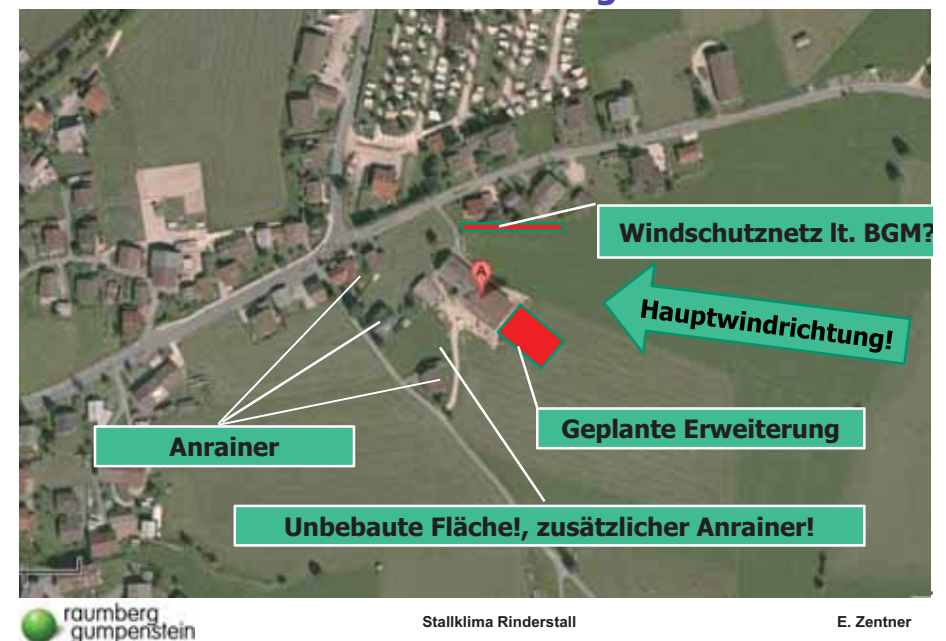 Windschutznetz lt. BGM?
A
Hauptwindrichtung!
Geplante Erweiterung
Anrainer
Unbebaute Fläche!, zusätzlicher Anrainer!
raumberg
gumpenstein
Stallklima Rinderstall
E. Zentner